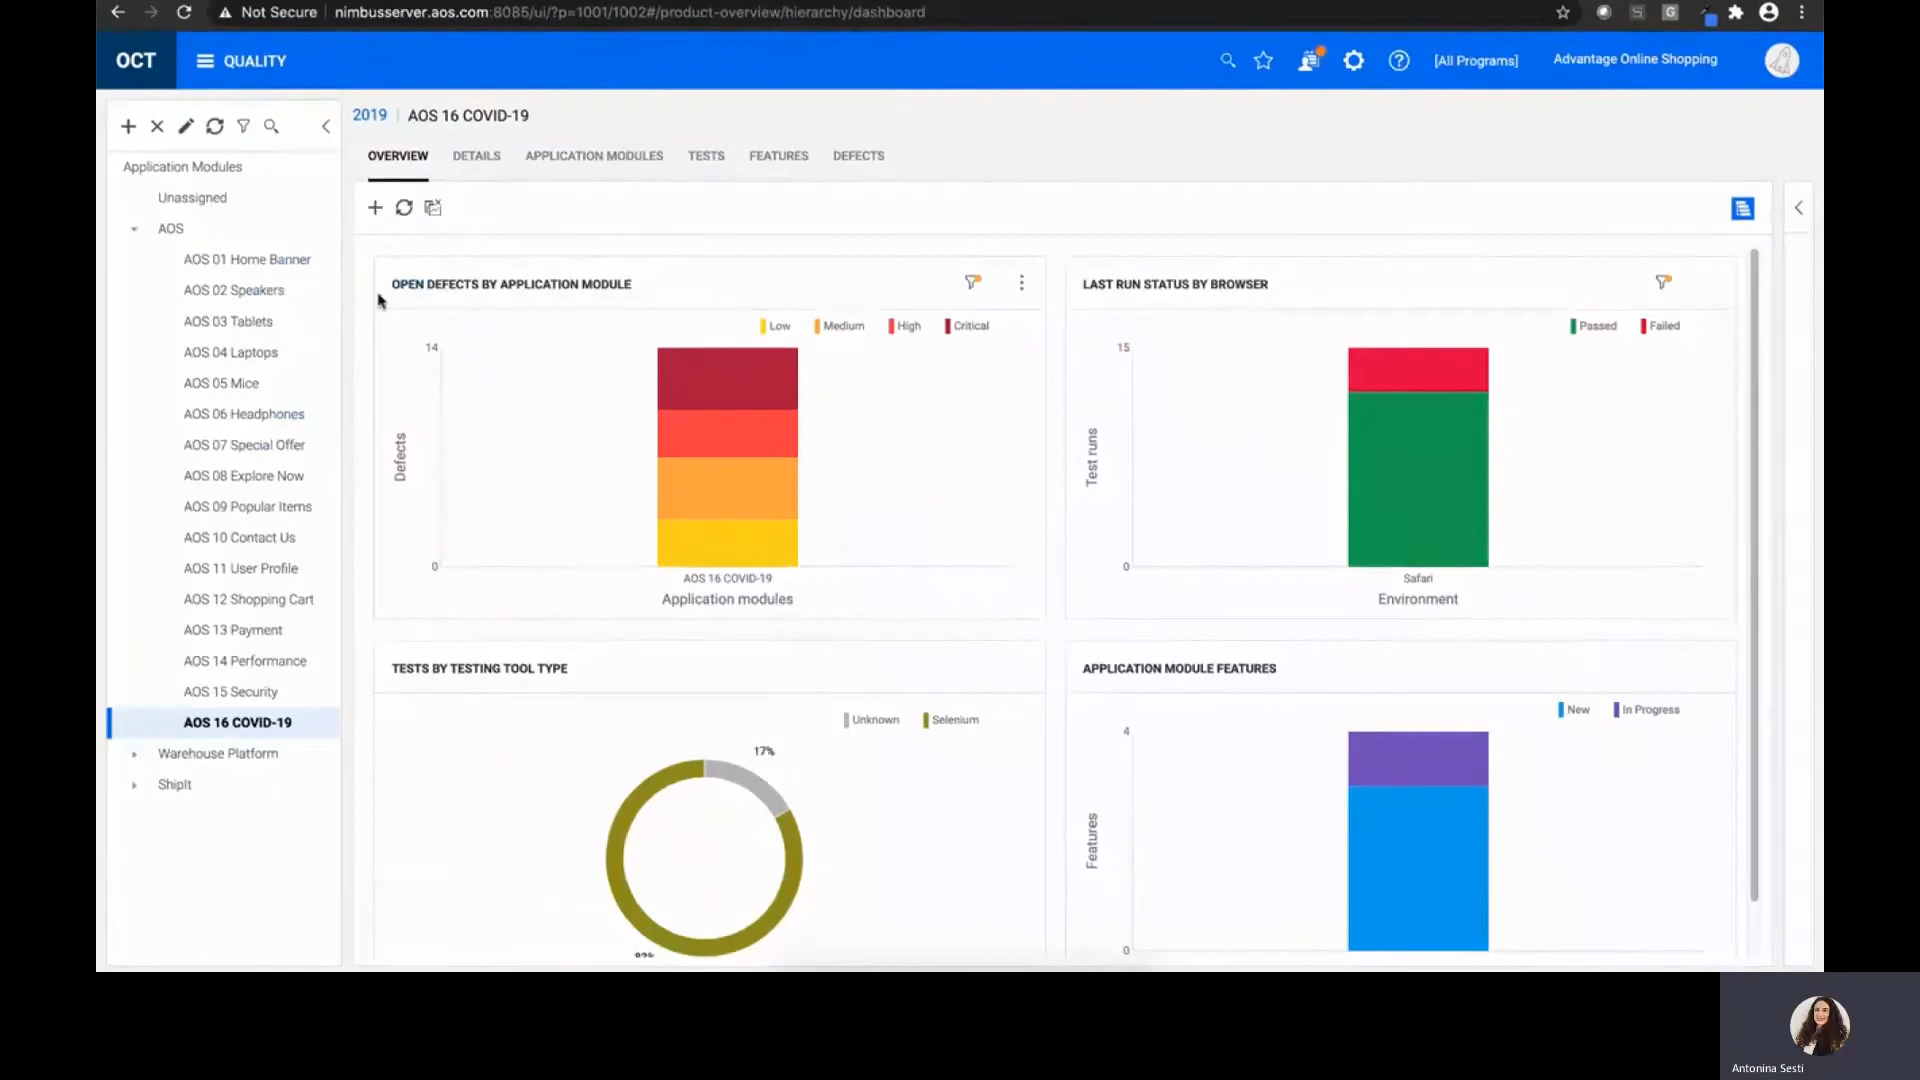 Not Secure nimbusserver.aos.com:8085/ui/?p=1001/1002#/product-overview/hierarchy/dashboard
OCT QUALITY [All Programs] Advantage Online Shopping
Application Modules
Unassigned
AOS
AOS 01 Home Banner
AOS 02 Speakers
AOS 03 Tablets
AOS 04 Laptops
AOS 05 Mice
AOS 06 Headphones
AOS 07 Special Offer
AOS 08 Explore Now
AOS 09 Popular Items
AOS 10 Contact Us
AOS 11 User Profile
AOS 12 Shopping Cart
AOS 13 Payment
AOS 14 Performance
AOS 15 Security
AOS 16 COVID-19
Warehouse Platform
ShipIt
2019 | AOS 16 COVID-19
OVERVIEW DETAILS APPLICATION MODULES TESTS FEATURES DEFECTS
OPEN DEFECTS BY APPLICATION MODULE
Low Medium High Critical
14
Defects
0
AOS 16 COVID-19
Application modules
LAST RUN STATUS BY BROWSER
Passed Failed
15
Test runs
0
Safari
Environment
TESTS BY TESTING TOOL TYPE
Unknown Selenium
17%
APPLICATION MODULE FEATURES
New In Progress
4
Features
0
Antonina Sesti